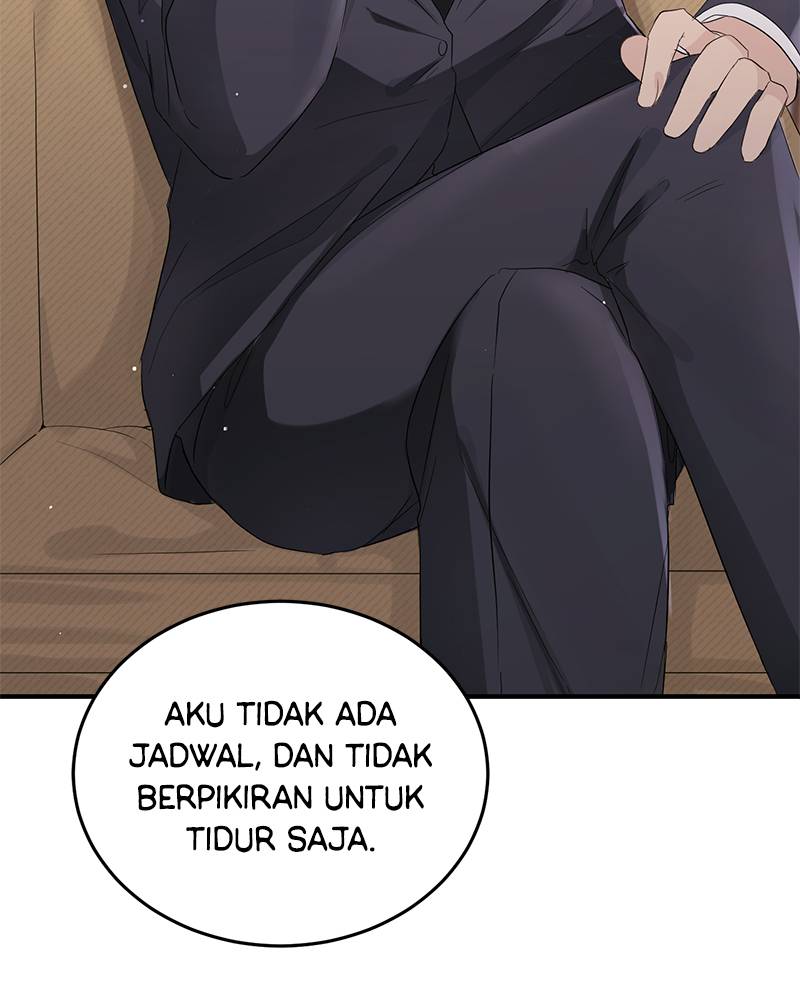 AKU TIDAK ADA
JADWAL, DAN TIDAK
BERPIKIRAN UNTUK
TIDUR SAJA.